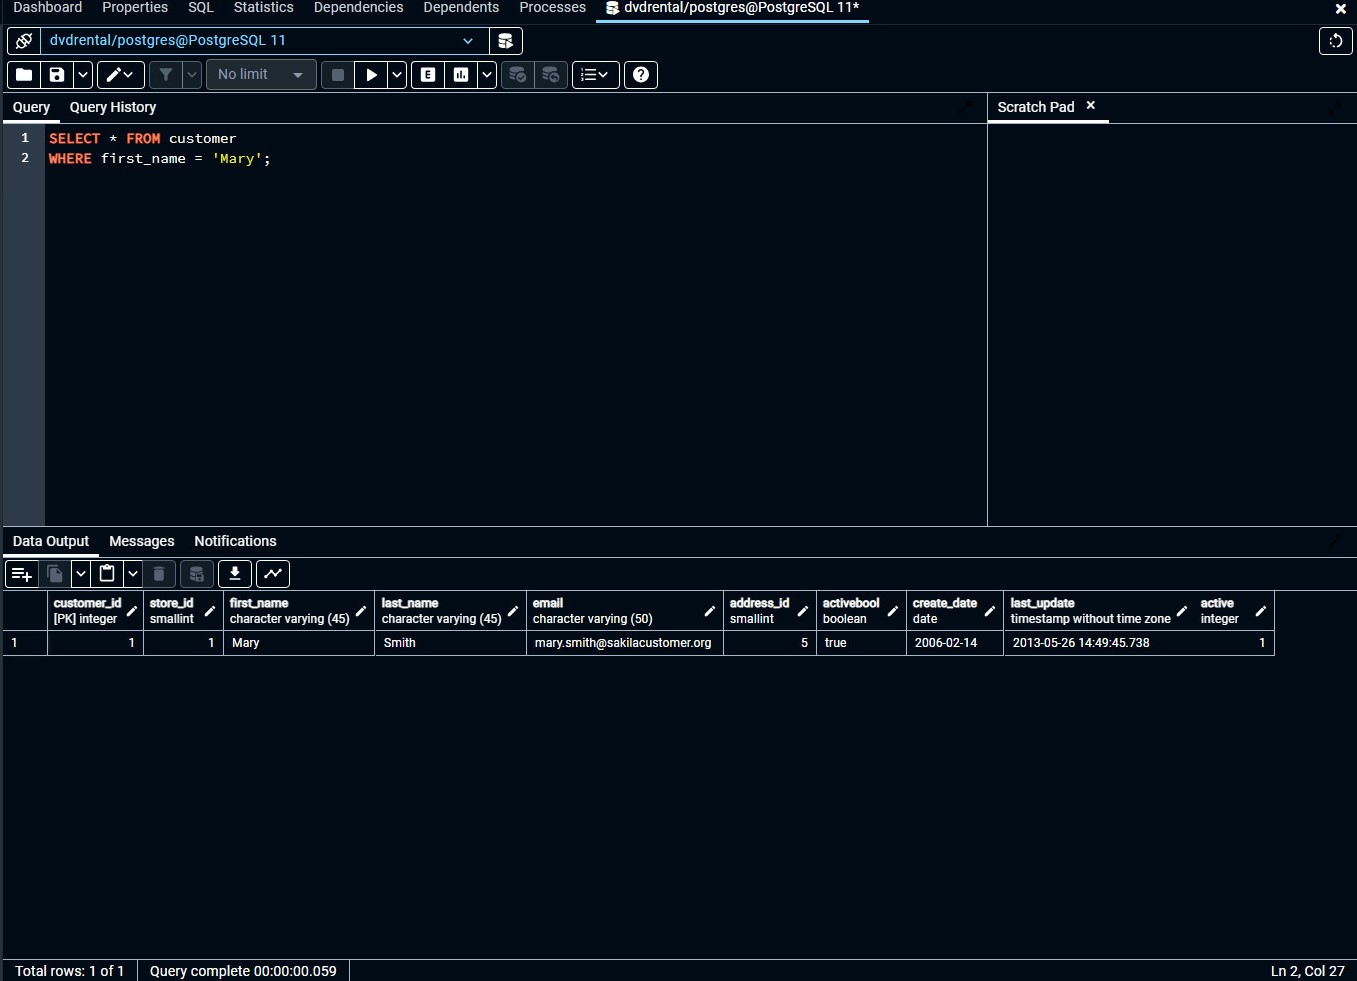 Dashboard Properties SQL Statistics Dependencies Dependents Processes dvdrental/postgres@PostgreSQL 11*
dvdrental/postgres@PostgreSQL 11
No limit E
Query Query History Scratch Pad
1 SELECT * FROM customer
2 WHERE first_name = 'Mary';
Data Output Messages Notifications
customer_id store_id first_name last_name email address_id activebool create_date last_update active
[PK] integer smallint character varying (45) character varying (45) character varying (50) smallint boolean date timestamp without time zone integer
1 1 1 Mary Smith mary.smith@sakilacustomer.org 5 true 2006-02-14 2013-05-26 14:49:45.738 1
Total rows: 1 of 1 Query complete 00:00:00.059 Ln 2, Col 27